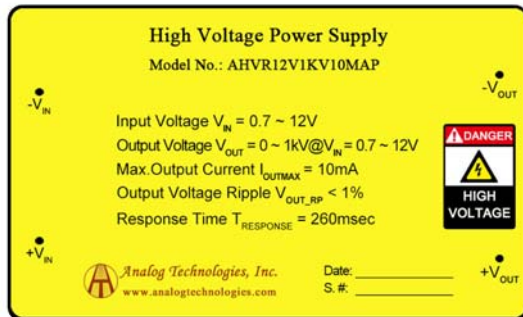 High Voltage Power Supply
Model No.: AHVR12V1KV10MAP
-VIN
-VOUT
Input Voltage VIN = 0.7 ~ 12V
Output Voltage VOUT = 0 ~ 1kV@VIN = 0.7 ~ 12V
Max.Output Current IOUTMAX = 10mA
Output Voltage Ripple VOUT_RP < 1%
Response Time TRESPONSE = 260msec
DANGER
HIGH
VOLTAGE
+VIN
+VOUT
Analog Technologies, Inc.
www.analogtechnologies.com
Date: ____________
S. #: ____________